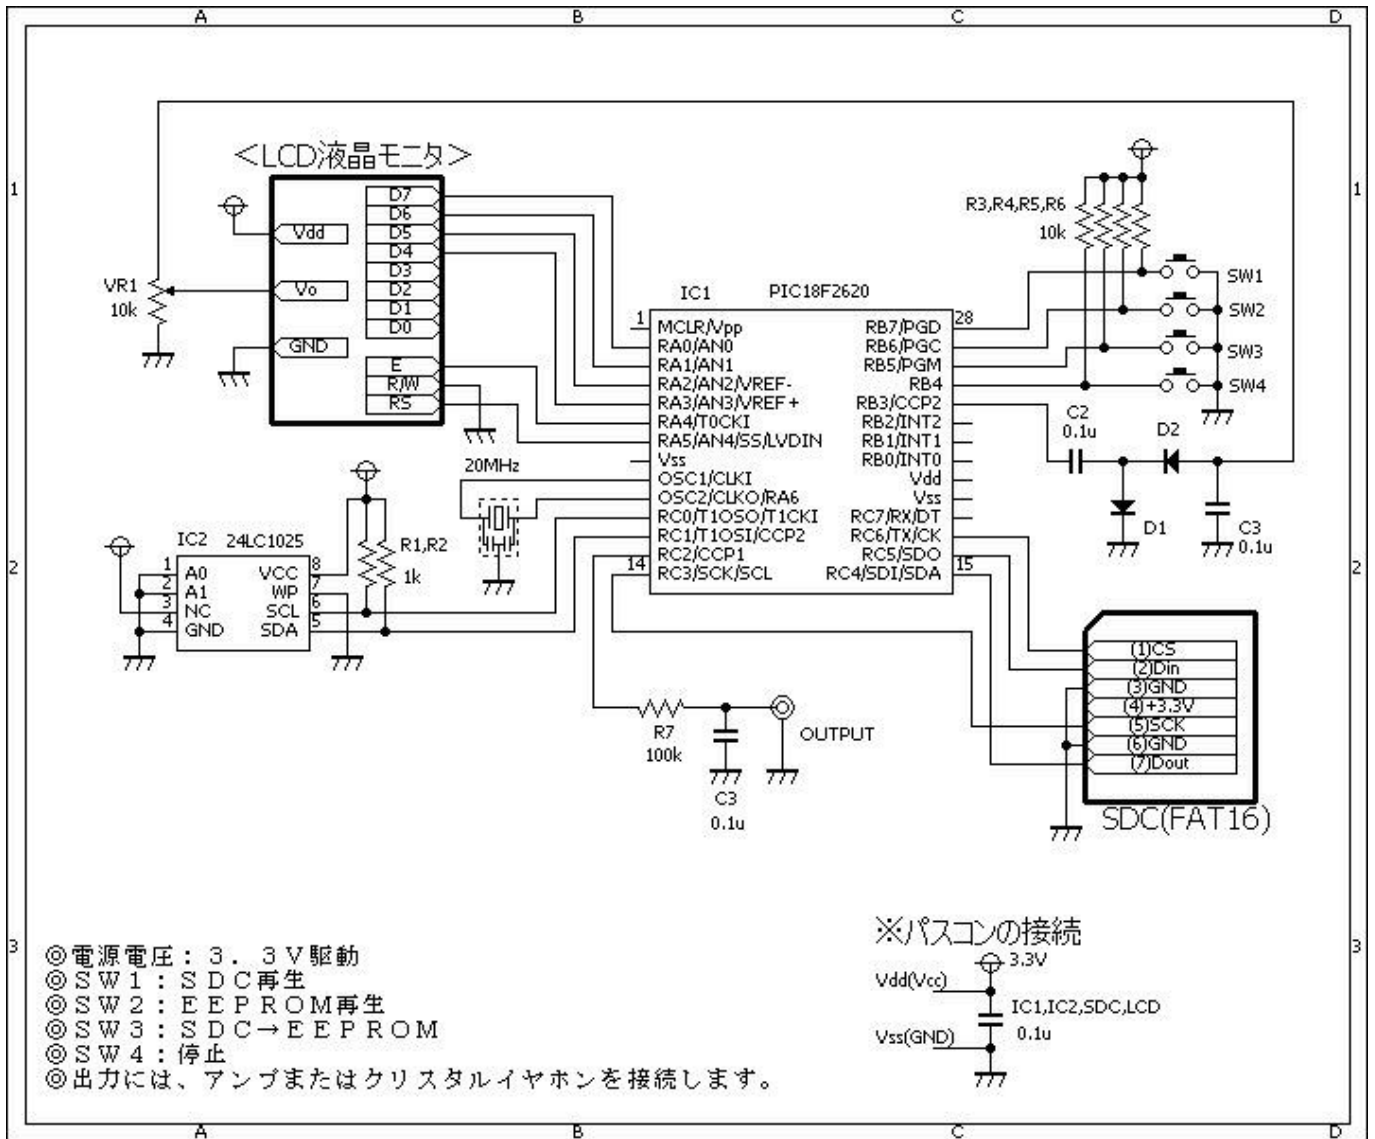 A B C D
1 1
<LCD液晶モニタ>
D7
D6
D5
D4
D3
D2
D1
D0
Vdd
Vo
GND
E
R/W
RS
VR1
10k
R3,R4,R5,R6
10k
SW1
SW2
SW3
SW4
IC1 PIC18F2620
1 28
MCLR/Vpp RB7/PGD
RA0/AN0 RB6/PGC
RA1/AN1 RB5/PGM
RA2/AN2/VREF- RB4
RA3/AN3/VREF+ RB3/CCP2
RA4/T0CKI RB2/INT2
RA5/AN4/SS/LVDIN RB1/INT1
Vss RB0/INT0
OSC1/CLKI Vdd
OSC2/CLKO/RA6 Vss
RC0/T1OSO/T1CKI RC7/RX/DT
RC1/T1OSI/CCP2 RC6/TX/CK
RC2/CCP1 RC5/SDO
14 RC3/SCK/SCL RC4/SDI/SDA 15
20MHz
C2
0.1u
D2
D1
C3
0.1u
2 2
IC2 24LC1025
1 A0 VCC 8
2 A1 WP 7
3 NC SCL 6
4 GND SDA 5
R1,R2
1k
R7
100k
C3
0.1u
OUTPUT
(1)CS
(2)Din
(3)GND
(4)+3.3V
(5)SCK
(6)GND
(7)Dout
SDC(FAT16)
3 3
◎電源電圧:3.3V駆動
◎SW1:SDC再生
◎SW2:EEPROM再生
◎SW3:SDC→EEPROM
◎SW4:停止
◎出力には、アンプまたはクリスタルイヤホンを接続します。
※パスコンの接続
3.3V
Vdd(Vcc)
IC1,IC2,SDC,LCD
0.1u
Vss(GND)
A B C D